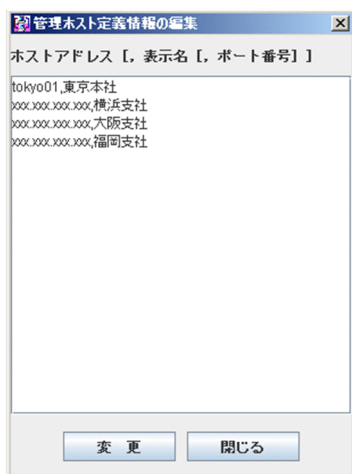 管理ホスト定義情報の編集
ホストアドレス [, 表示名 [, ポート番号] ]
tokyo01,東京本社
xxx.xxx.xxx.xxx,横浜支社
xxx.xxx.xxx.xxx,大阪支社
xxx.xxx.xxx.xxx,福岡支社
変 更 閉じる